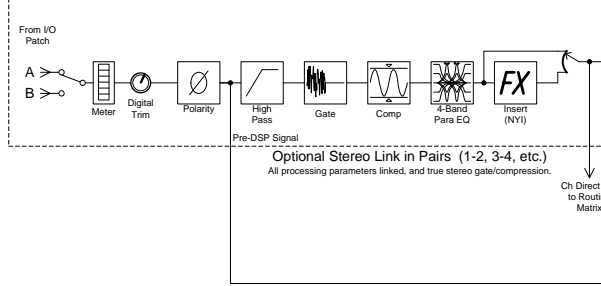 From I/O
Patch
A
B
Meter
Digital
Trim
Polarity
High
Pass
Gate
Comp
4-Band
Para EQ
FX
Insert
(NYI)
Pre-DSP Signal
Optional Stereo Link in Pairs (1-2, 3-4, etc.)
All processing parameters linked, and true stereo gate/compression.
Ch Direct
to Routi
Matrix